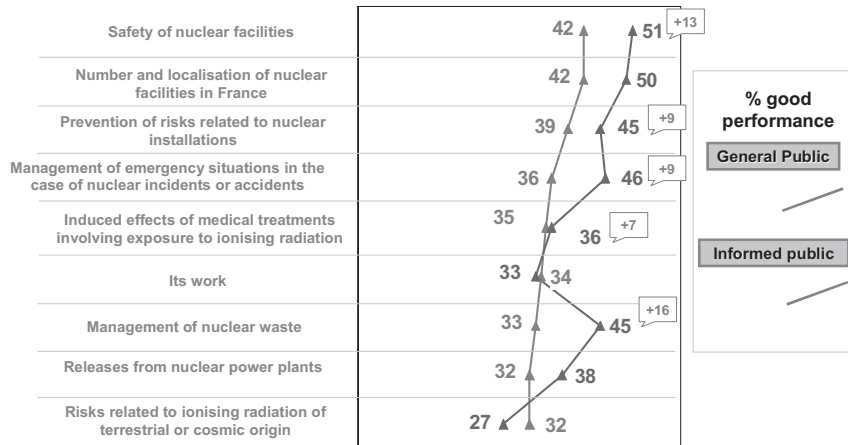 Safety of nuclear facilities
42
51
+13
Number and localisation of nuclear
facilities in France
42
50
Prevention of risks related to nuclear
installations
39
45
+9
Management of emergency situations in the
case of nuclear incidents or accidents
36
46
+9
Induced effects of medical treatments
involving exposure to ionising radiation
35
36
+7
Its work
33
34
Management of nuclear waste
33
45
+16
Releases from nuclear power plants
32
38
Risks related to ionising radiation of
terrestrial or cosmic origin
27
32
% good
performance
General Public
Informed public